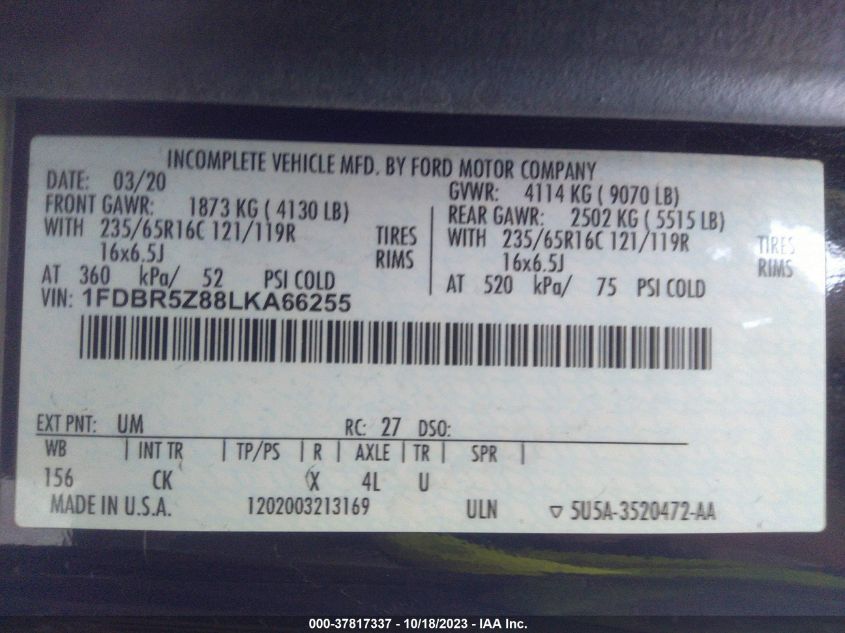 INCOMPLETE VEHICLE MFD. BY FORD MOTOR COMPANY
DATE: 03/20 GVWR: 4114 KG ( 9070 LB)
FRONT GAWR: 1873 KG ( 4130 LB) REAR GAWR: 2502 KG ( 5515 LB)
WITH 235/65R16C 121/119R TIRES WITH 235/65R16C 121/119R TIRES
16x6.5J RIMS 16x6.5J RIMS
AT 360 kPa/ 52 PSI COLD AT 520 kPa/ 75 PSI COLD
VIN: 1FDBR5Z88LKA66255
EXT PNT: UM RC: 27 DSO:
WB INT TR TP/PS R AXLE TR SPR
156 CK X 4L U
MADE IN U.S.A. 1202003213169 ULN ▽ 5U5A-3520472-AA
000-37817337 - 10/18/2023 - IAA Inc.